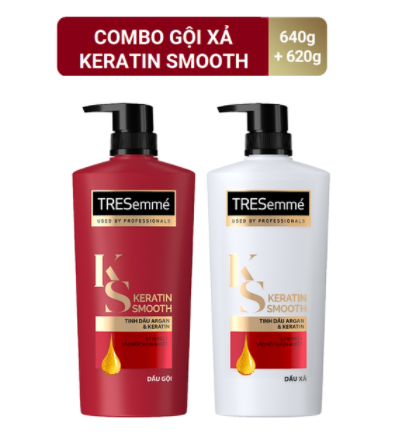 COMBO GỘI XẢ
KERATIN SMOOTH
640g
+ 620g
TRESemmé
USED BY PROFESSIONALS
KS
KERATIN
SMOOTH
TINH DẦU ARGAN
& KERATIN
DẦU GỘI
TRESemmé
USED BY PROFESSIONALS
KS
KERATIN
SMOOTH
TINH DẦU ARGAN
& KERATIN
DẦU XẢ